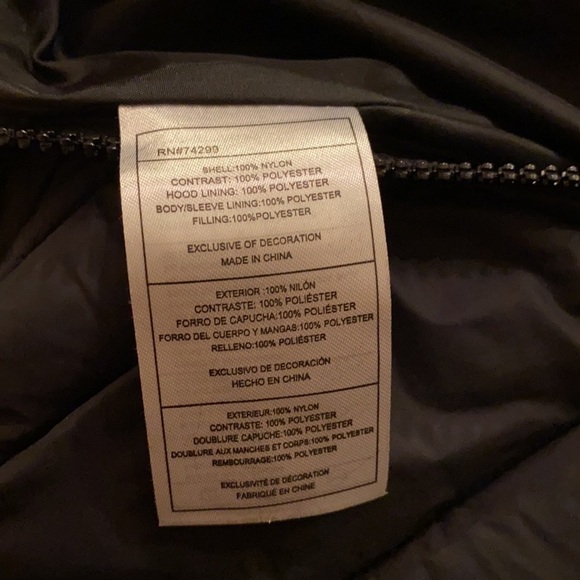 RN#74299
SHELL:100% NYLON
CONTRAST: 100% POLYESTER
HOOD LINING: 100% POLYESTER
BODY/SLEEVE LINING:100% POLYESTER
FILLING:100%POLYESTER
EXCLUSIVE OF DECORATION
MADE IN CHINA
EXTERIOR :100% NILÓN
CONTRASTE: 100% POLIÉSTER
FORRO DE CAPUCHA:100% POLIÉSTER
FORRO DEL CUERPO Y MANGAS:100% POLYESTER
RELLENO:100% POLIÉSTER
EXCLUSIVO DE DECORACIÓN
HECHO EN CHINA
EXTERIEUR:100% NYLON
CONTRASTE: 100% POLYESTER
DOUBLURE CAPUCHE:100% POLYESTER
DOUBLURE AUX MANCHES ET CORPS:100% POLYESTER
REMBOURRAGE:100% POLYESTER
EXCLUSIVITÉ DE DÉCORATION
FABRIQUÉ EN CHINE